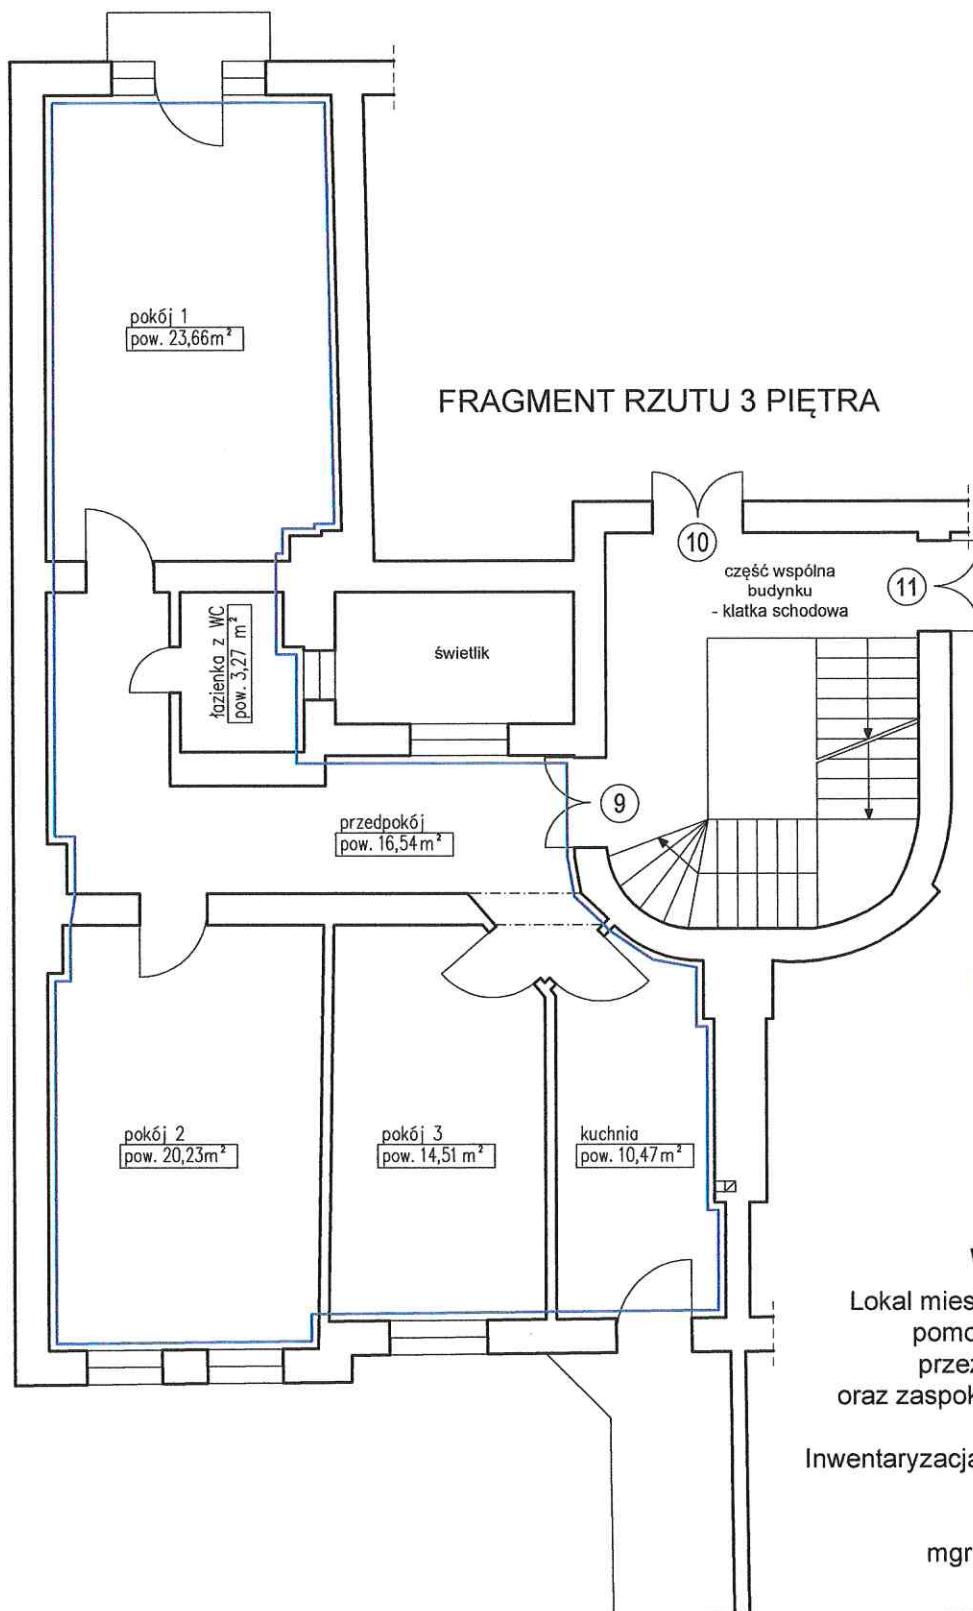 pokój 1
pow. 23,66m²
FRAGMENT RZUTU 3 PIĘTRA
10
część wspólna
budynku
- klatka schodowa
11
łazienka z WC
pow. 3,27 m²
świetlik
9
przedpokój
pow. 16,54m²
pokój 2
pow. 20,23m²
pokój 3
pow. 14,51 m²
kuchnia
pow. 10,47m²
Lokal mies
pomo
przez
oraz zaspok
Inwentaryzacja
mgr